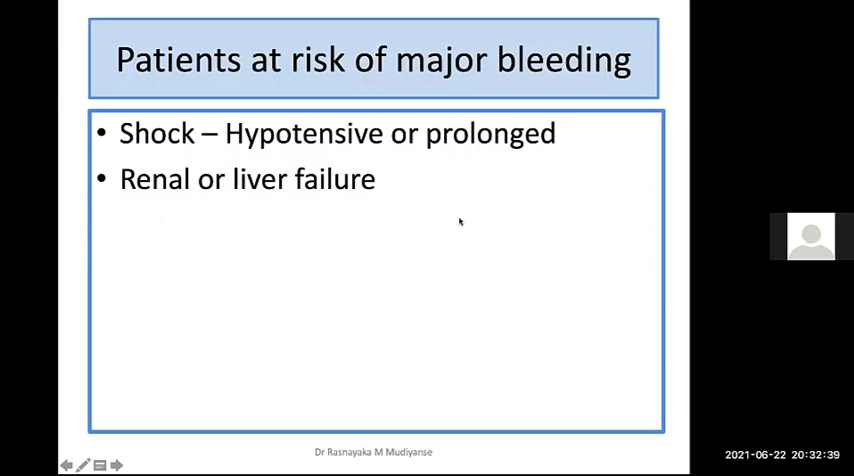 Patients at risk of major bleeding
• Shock – Hypotensive or prolonged
• Renal or liver failure
Dr Rasnayaka M Mudiyanse
2021-06-22 20:32:39